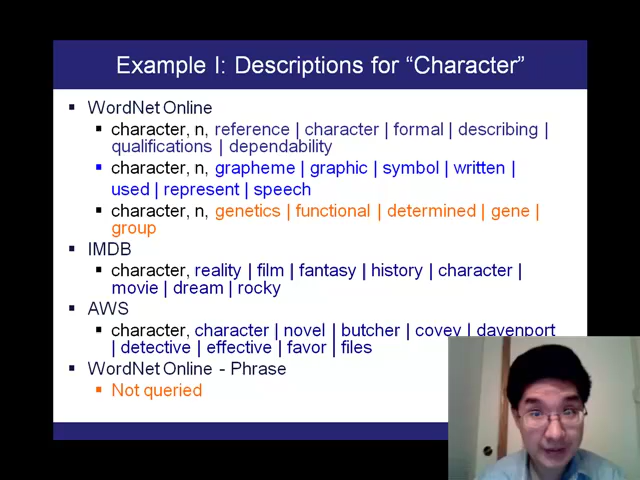 Example I: Descriptions for “Character”
WordNet Online
character, n, reference | character | formal | describing |
qualifications | dependability
character, n, grapheme | graphic | symbol | written |
used | represent | speech
character, n, genetics | functional | determined | gene |
group
IMDB
character, reality | film | fantasy | history | character |
movie | dream | rocky
AWS
character, character | novel | butcher | covey | davenport
| detective | effective | favor | files
WordNet Online - Phrase
Not queried